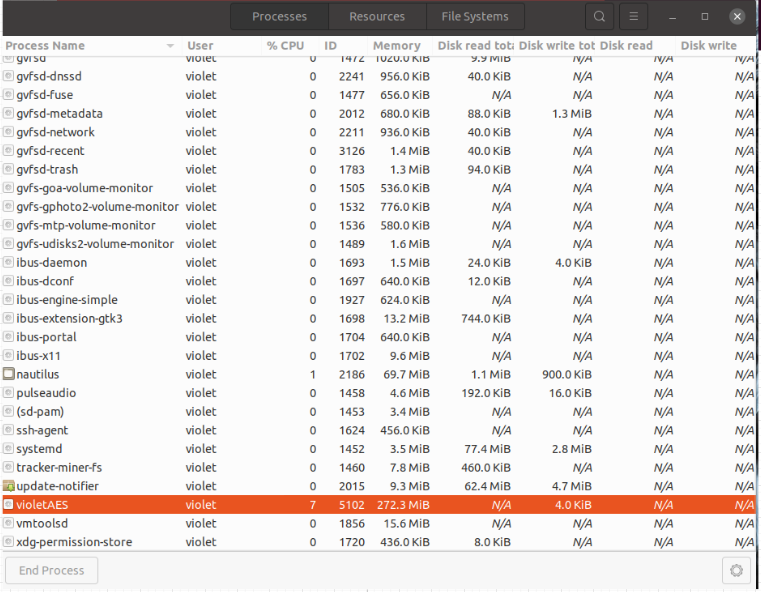 Processes Resources File Systems
Process Name User % CPU ID Memory Disk read tota Disk write tot Disk read Disk write
gvfsd violet 0 1472 1020.0 KiB 9.9 MiB N/A N/A N/A
gvfsd-dnssd violet 0 2241 956.0 KiB 40.0 KiB N/A N/A N/A
gvfsd-fuse violet 0 1477 656.0 KiB N/A N/A N/A N/A
gvfsd-metadata violet 0 2012 680.0 KiB 88.0 KiB 1.3 MiB N/A N/A
gvfsd-network violet 0 2211 936.0 KiB 40.0 KiB N/A N/A N/A
gvfsd-recent violet 0 3126 1.4 MiB 40.0 KiB N/A N/A N/A
gvfsd-trash violet 0 1783 1.3 MiB 94.0 KiB N/A N/A N/A
gvfs-goa-volume-monitor violet 0 1505 536.0 KiB N/A N/A N/A N/A
gvfs-gphoto2-volume-monitor violet 0 1532 776.0 KiB N/A N/A N/A N/A
gvfs-mtp-volume-monitor violet 0 1536 580.0 KiB N/A N/A N/A N/A
gvfs-udisks2-volume-monitor violet 0 1489 1.6 MiB N/A N/A N/A N/A
ibus-daemon violet 0 1693 1.5 MiB 24.0 KiB 4.0 KiB N/A N/A
ibus-dconf violet 0 1697 640.0 KiB 12.0 KiB N/A N/A N/A
ibus-engine-simple violet 0 1927 624.0 KiB N/A N/A N/A N/A
ibus-extension-gtk3 violet 0 1698 13.2 MiB 744.0 KiB N/A N/A N/A
ibus-portal violet 0 1704 640.0 KiB N/A N/A N/A N/A
ibus-x11 violet 0 1702 9.6 MiB N/A N/A N/A N/A
nautilus violet 1 2186 69.7 MiB 1.1 MiB 900.0 KiB N/A N/A
pulseaudio violet 0 1458 4.6 MiB 192.0 KiB 16.0 KiB N/A N/A
(sd-pam) violet 0 1453 3.4 MiB N/A N/A N/A N/A
ssh-agent violet 0 1624 456.0 KiB N/A N/A N/A N/A
systemd violet 0 1452 3.5 MiB 77.4 MiB 2.8 MiB N/A N/A
tracker-miner-fs violet 0 1460 7.8 MiB 460.0 KiB N/A N/A N/A
update-notifier violet 0 2015 9.3 MiB 62.4 MiB 4.7 MiB N/A N/A
violetAES violet 7 5102 272.3 MiB N/A 4.0 KiB N/A N/A
vmtoolsd violet 0 1856 15.6 MiB N/A N/A N/A N/A
xdg-permission-store violet 0 1720 436.0 KiB 8.0 KiB N/A N/A N/A
End Process